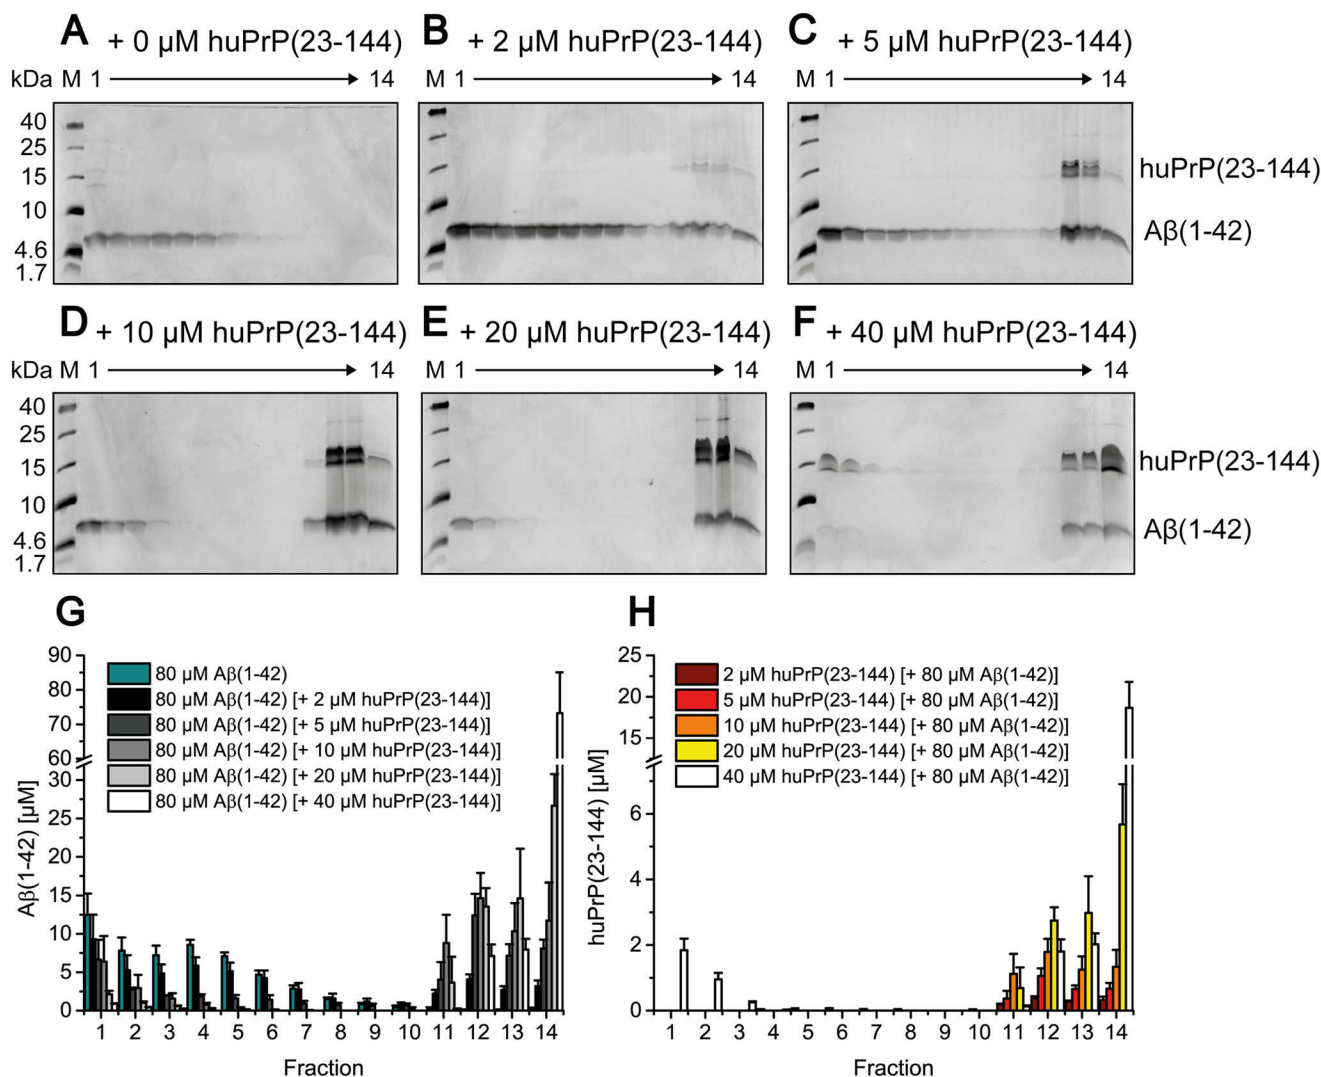 A + 0 µM huPrP(23-144)
B + 2 µM huPrP(23-144)
C + 5 µM huPrP(23-144)
kDa M 1 14
M 1 14
M 1 14
40
25
15
10
4.6
1.7
huPrP(23-144)
Aβ(1-42)
D + 10 µM huPrP(23-144)
E + 20 µM huPrP(23-144)
F + 40 µM huPrP(23-144)
kDa M 1 14
M 1 14
M 1 14
40
25
15
10
4.6
1.7
huPrP(23-144)
Aβ(1-42)
G
90
80
70
60
30
25
20
15
10
5
0
Aβ(1-42) [µM]
80 µM Aβ(1-42)
80 µM Aβ(1-42) [+ 2 µM huPrP(23-144)]
80 µM Aβ(1-42) [+ 5 µM huPrP(23-144)]
80 µM Aβ(1-42) [+ 10 µM huPrP(23-144)]
80 µM Aβ(1-42) [+ 20 µM huPrP(23-144)]
80 µM Aβ(1-42) [+ 40 µM huPrP(23-144)]
1 2 3 4 5 6 7 8 9 10 11 12 13 14
Fraction
H
25
20
15
6
4
2
0
huPrP(23-144) [µM]
2 µM huPrP(23-144) [+ 80 µM Aβ(1-42)]
5 µM huPrP(23-144) [+ 80 µM Aβ(1-42)]
10 µM huPrP(23-144) [+ 80 µM Aβ(1-42)]
20 µM huPrP(23-144) [+ 80 µM Aβ(1-42)]
40 µM huPrP(23-144) [+ 80 µM Aβ(1-42)]
1 2 3 4 5 6 7 8 9 10 11 12 13 14
Fraction